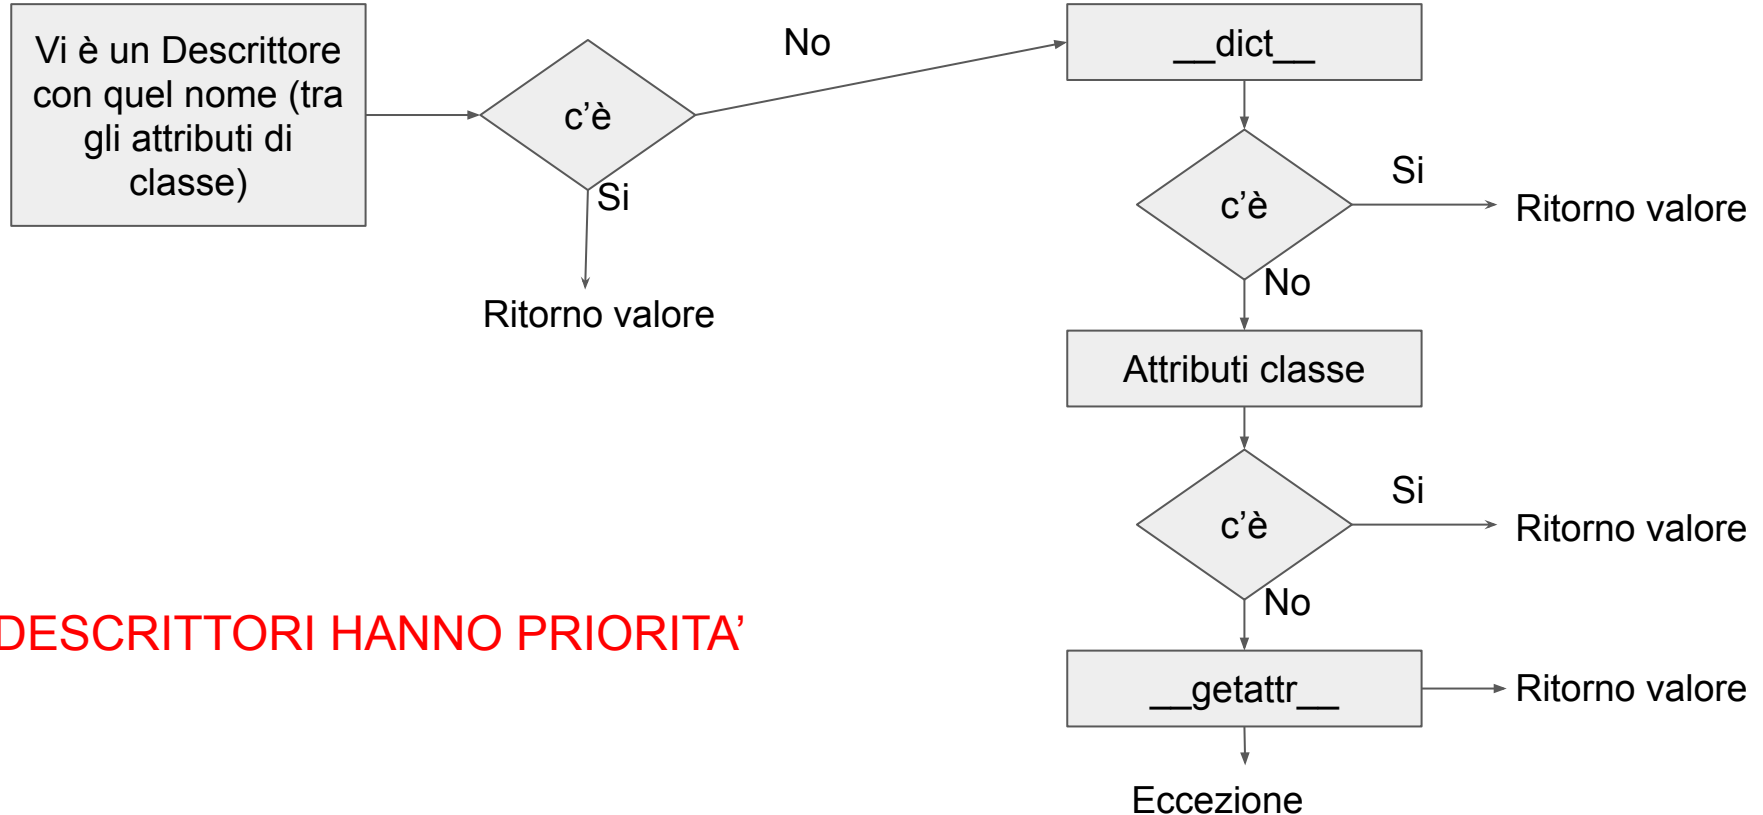 Vi è un Descrittore
con quel nome (tra
gli attributi di
classe)
c’è
No
Si
Ritorno valore
__dict__
c’è
Si
Ritorno valore
No
Attributi classe
c’è
Si
Ritorno valore
No
DESCRITTORI HANNO PRIORITA’
__getattr__
Ritorno valore
Eccezione